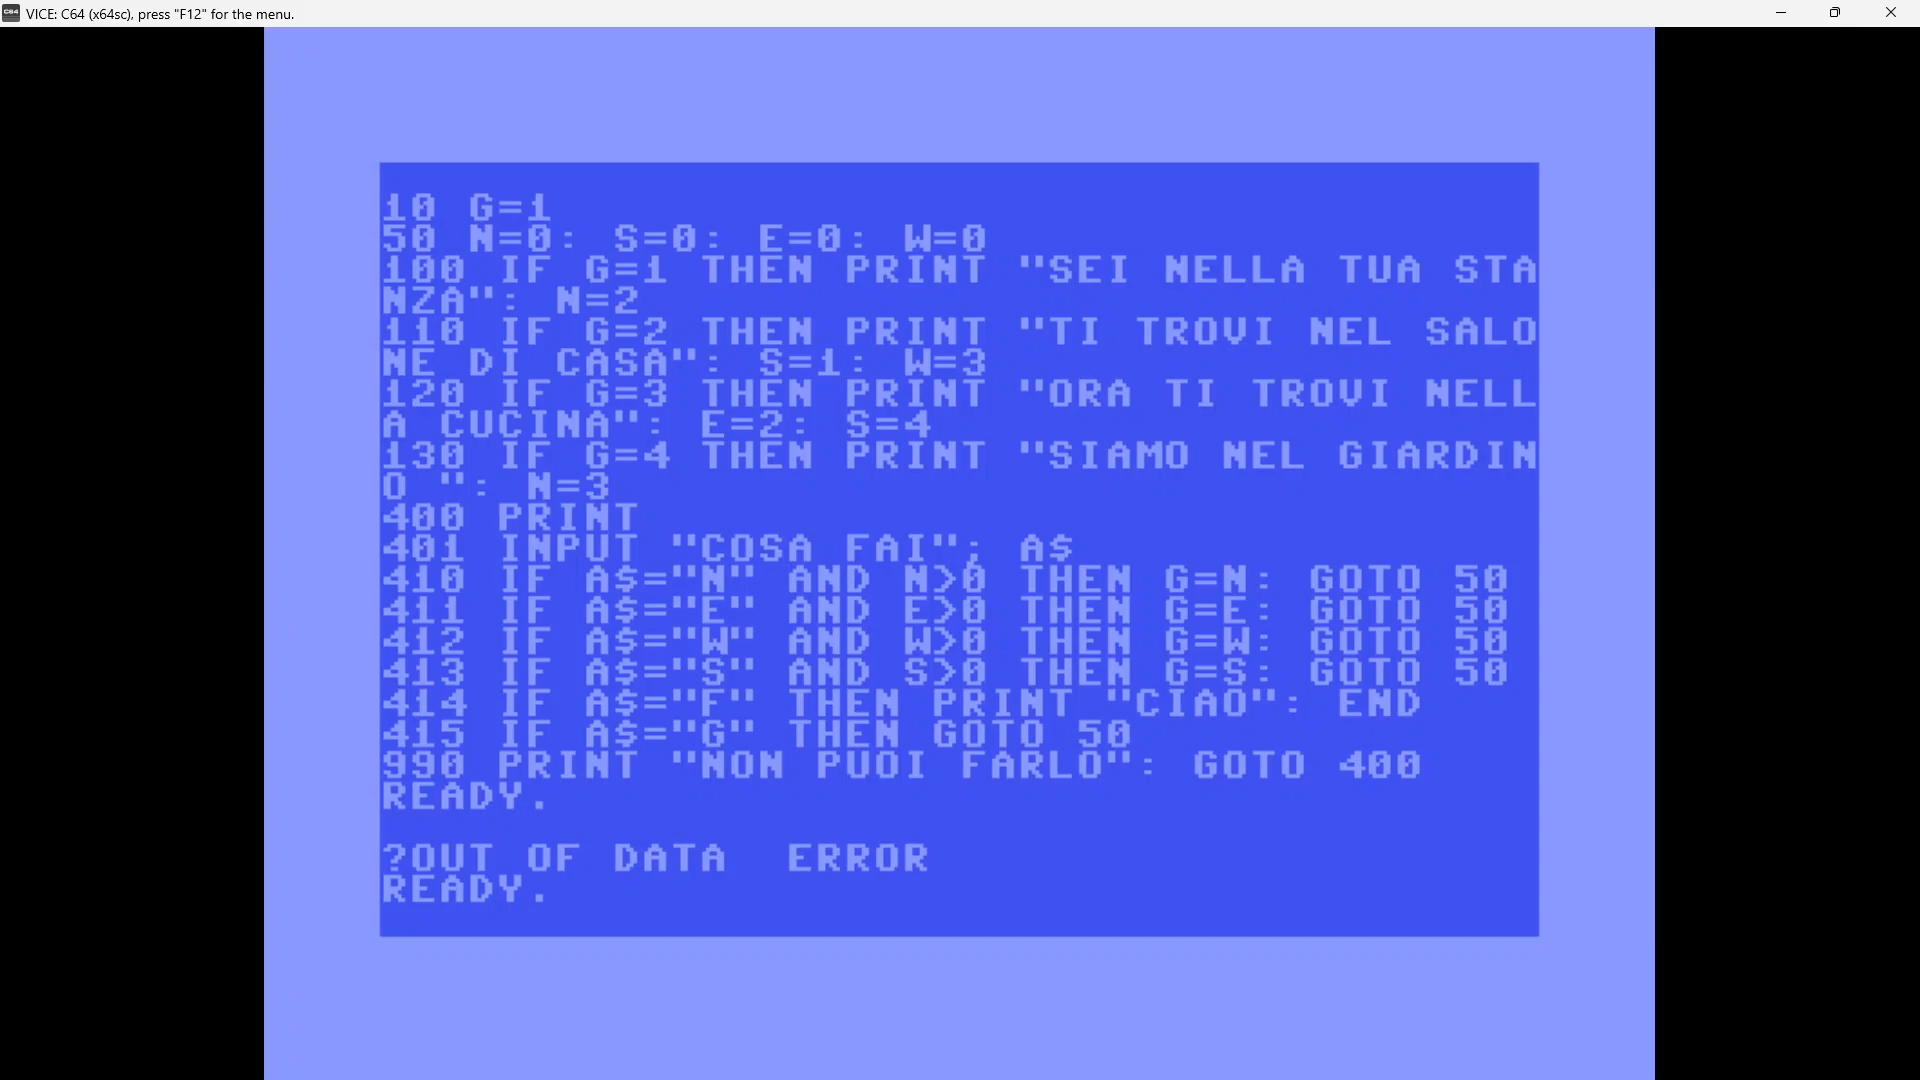 VICE: C64 (x64sc), press "F12" for the menu.
10 G=1
50 N=0: S=0: E=0: W=0
100 IF G=1 THEN PRINT "SEI NELLA TUA STA
NZA": N=2
110 IF G=2 THEN PRINT "TI TROVI NEL SALO
NE DI CASA": S=1: W=3
120 IF G=3 THEN PRINT "ORA TI TROVI NELL
A CUCINA": E=2: S=4
130 IF G=4 THEN PRINT "SIAMO NEL GIARDIN
O ": N=3
400 PRINT
401 INPUT "COSA FAI"; A$
410 IF A$="N" AND N>0 THEN G=N: GOTO 50
411 IF A$="E" AND E>0 THEN G=E: GOTO 50
412 IF A$="W" AND W>0 THEN G=W: GOTO 50
413 IF A$="S" AND S>0 THEN G=S: GOTO 50
414 IF A$="F" THEN PRINT "CIAO": END
415 IF A$="G" THEN GOTO 50
990 PRINT "NON PUOI FARLO": GOTO 400
READY.
?OUT OF DATA  ERROR
READY.